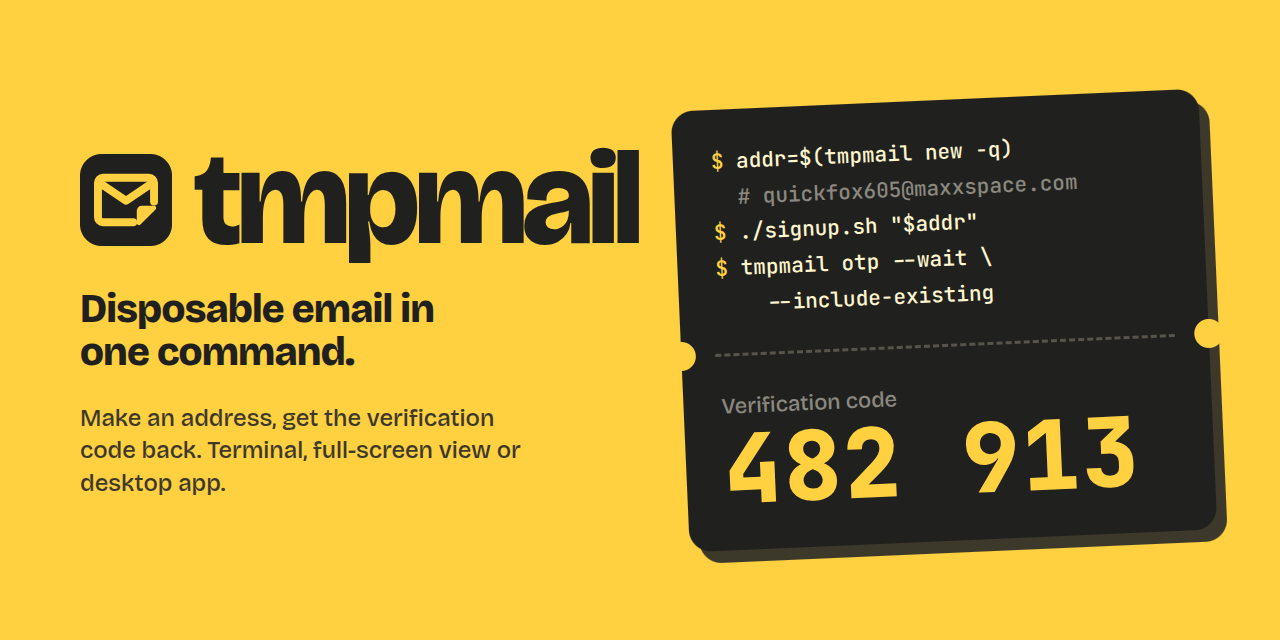 tmpmail
Disposable email in
one command.
Make an address, get the verification
code back. Terminal, full-screen view or
desktop app.
$ addr=$(tmpmail new -q)
# quickfox605@maxxspace.com
$ ./signup.sh "$addr"
$ tmpmail otp --wait \
--include-existing
Verification code
482 913